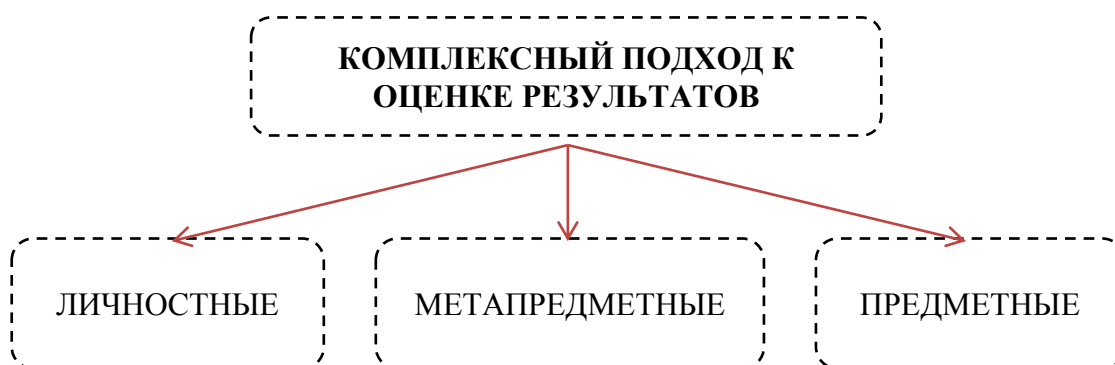 КОМПЛЕКСНЫЙ ПОДХОД К
ОЦЕНКЕ РЕЗУЛЬТАТОВ
ЛИЧНОСТНЫЕ
МЕТАПРЕДМЕТНЫЕ
ПРЕДМЕТНЫЕ